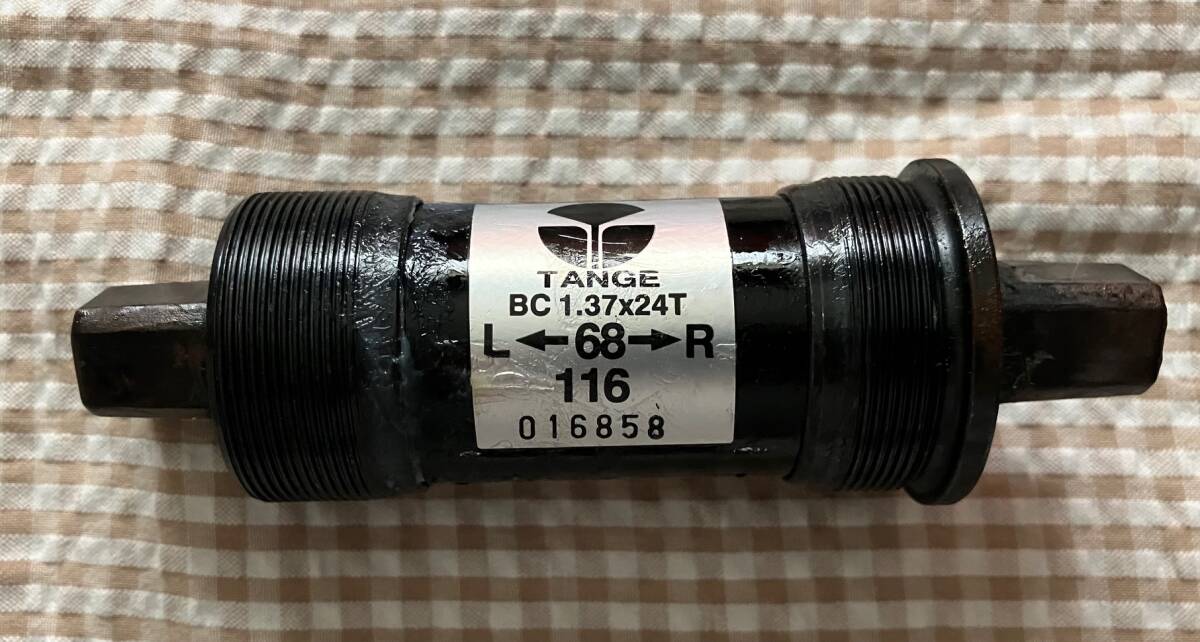 TANGE
BC 1.37x24T
L ←68→ R
116
016858